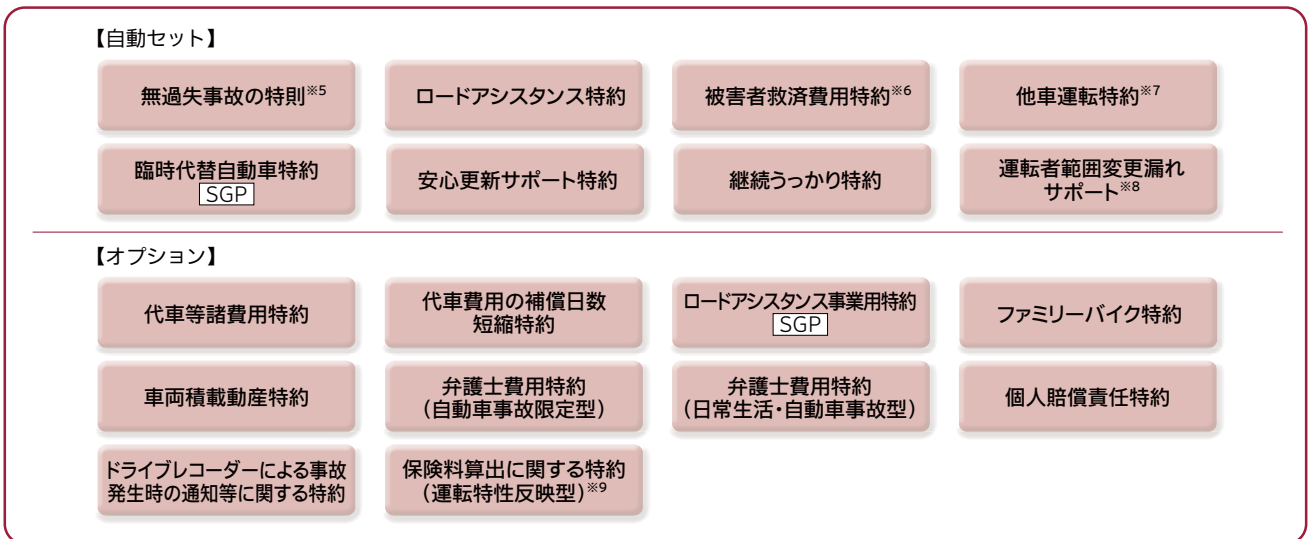 【自動セット】
無過失事故の特則※5
ロードアシスタンス特約
被害者救済費用特約※6
他車運転特約※7
臨時代替自動車特約
SGP
安心更新サポート特約
継続うっかり特約
運転者範囲変更漏れ
サポート※8
【オプション】
代車等諸費用特約
代車費用の補償日数
短縮特約
ロードアシスタンス事業用特約
SGP
ファミリーバイク特約
車両積載動産特約
弁護士費用特約
(自動車事故限定型)
弁護士費用特約
(日常生活・自動車事故型)
個人賠償責任特約
ドライブレコーダーによる事故
発生時の通知等に関する特約
保険料算出に関する特約
(運転特性反映型)※9